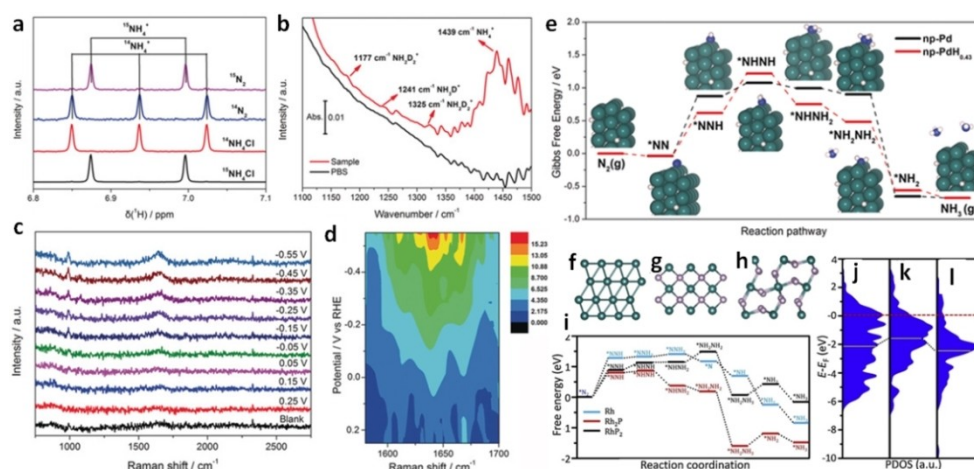 a
Intensity / a.u.
¹⁵NH₄⁺
¹⁴NH₄⁺
¹⁵N₂
¹⁴N₂
¹⁴NH₄Cl
¹⁵NH₄Cl
6.8 6.9 7.0 7.1
δ(¹H) / ppm
b
Intensity / a.u.
1439 cm⁻¹ NH₄⁺
1177 cm⁻¹ NH₂D₂⁺
1241 cm⁻¹ NH₃D⁺
Abs. 0.01
Sample
PBS
1100 1150 1200 1250 1300 1350 1400 1450 1500
Wavenumber / cm⁻¹
c
Intensity / a.u.
-0.55 V
-0.45 V
-0.35 V
-0.25 V
-0.15 V
-0.05 V
0.05 V
0.15 V
0.25 V
Blank
1000 1500 2000 2500
Raman shift / cm⁻¹
d
Potential / V vs RHE
-0.4
-0.2
0.0
0.2
15.23
13.05
10.88
8.700
6.525
4.350
2.175
0.000
1600 1650 1700
Raman shift / cm⁻¹
e
Gibbs Free Energy / eV
2.0
1.5
1.0
0.5
0.0
-0.5
np-Pd
np-PdH₀.₄₃
N₂(g)
*NN
*NNH
*NHNH
*NHNH₂
*NH₂NH₂
*NH₂
NH₃(g)
Reaction pathway
f
g
h
i
Free energy (eV)
4
2
0
-2
Rh
Rh₂P
RhP₂
Reaction coordination
j
k
l
E-E_F (eV)
4
2
0
-2
-4
-6
-8
-10
PDOS (a.u.)